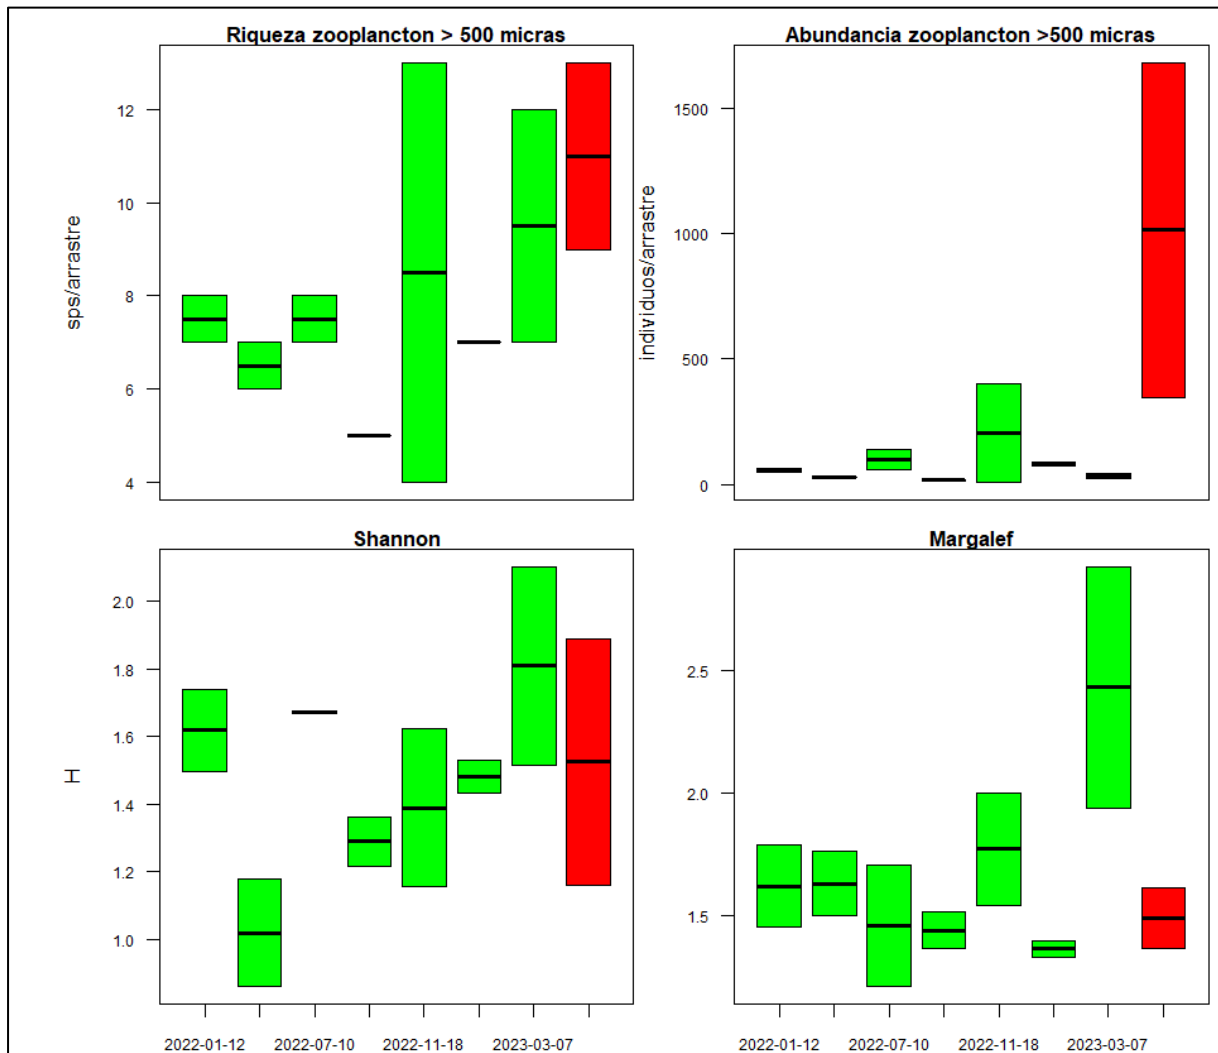 Riqueza zooplancton > 500 micras
sps/arrastre
12
10
8
6
4
Abundancia zooplancton >500 micras
individuos/arrastre
1500
1000
500
0
Shannon
H
2.0
1.8
1.6
1.4
1.2
1.0
2022-01-12 2022-07-10 2022-11-18 2023-03-07
Margalef
2.5
2.0
1.5
2022-01-12 2022-07-10 2022-11-18 2023-03-07